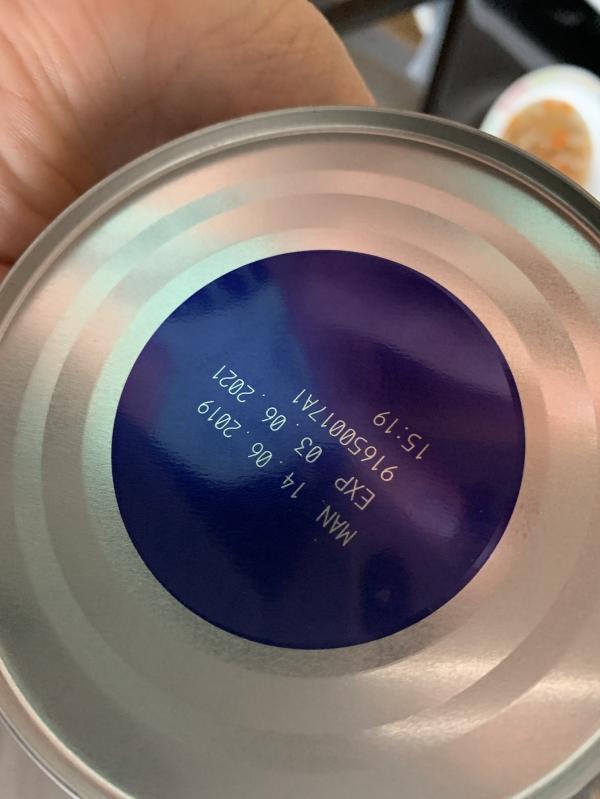 MAN 14. 06. 2019
EXP 03. 06. 2021
91650017A1
15:19